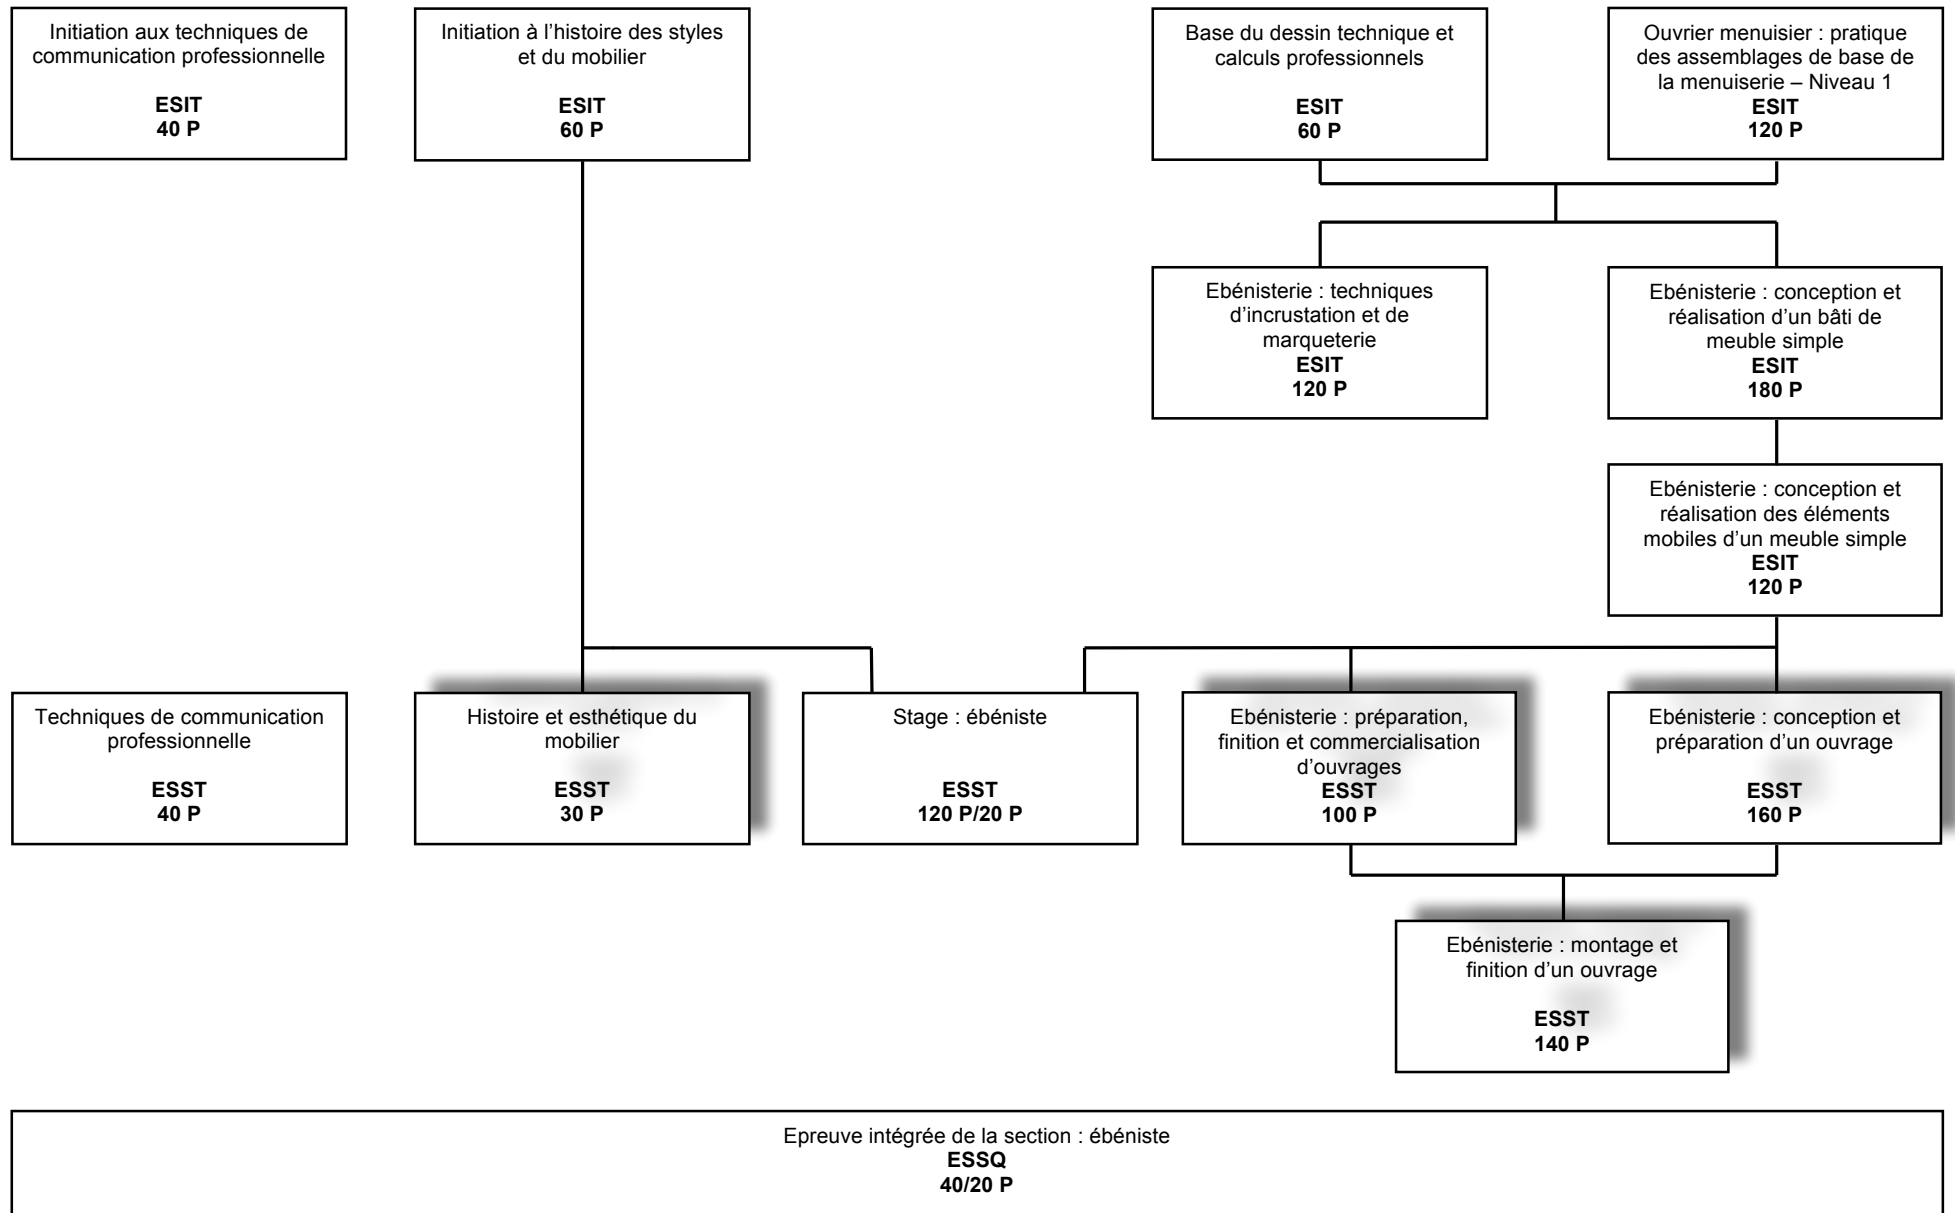 Initiation aux techniques de
communication professionnelle
ESIT
40 P
Initiation à l’histoire des styles
et du mobilier
ESIT
60 P
Base du dessin technique et
calculs professionnels
ESIT
60 P
Ouvrier menuisier : pratique
des assemblages de base de
la menuiserie – Niveau 1
ESIT
120 P
Ebénisterie : techniques
d’incrustation et de
marqueterie
ESIT
120 P
Ebénisterie : conception et
réalisation d’un bâti de
meuble simple
ESIT
180 P
Ebénisterie : conception et
réalisation des éléments
mobiles d’un meuble simple
ESIT
120 P
Techniques de communication
professionnelle
ESST
40 P
Histoire et esthétique du
mobilier
ESST
30 P
Stage : ébéniste
ESST
120 P/20 P
Ebénisterie : préparation,
finition et commercialisation
d’ouvrages
ESST
100 P
Ebénisterie : conception et
préparation d’un ouvrage
ESST
160 P
Ebénisterie : montage et
finition d’un ouvrage
ESST
140 P
Epreuve intégrée de la section : ébéniste
ESSQ
40/20 P